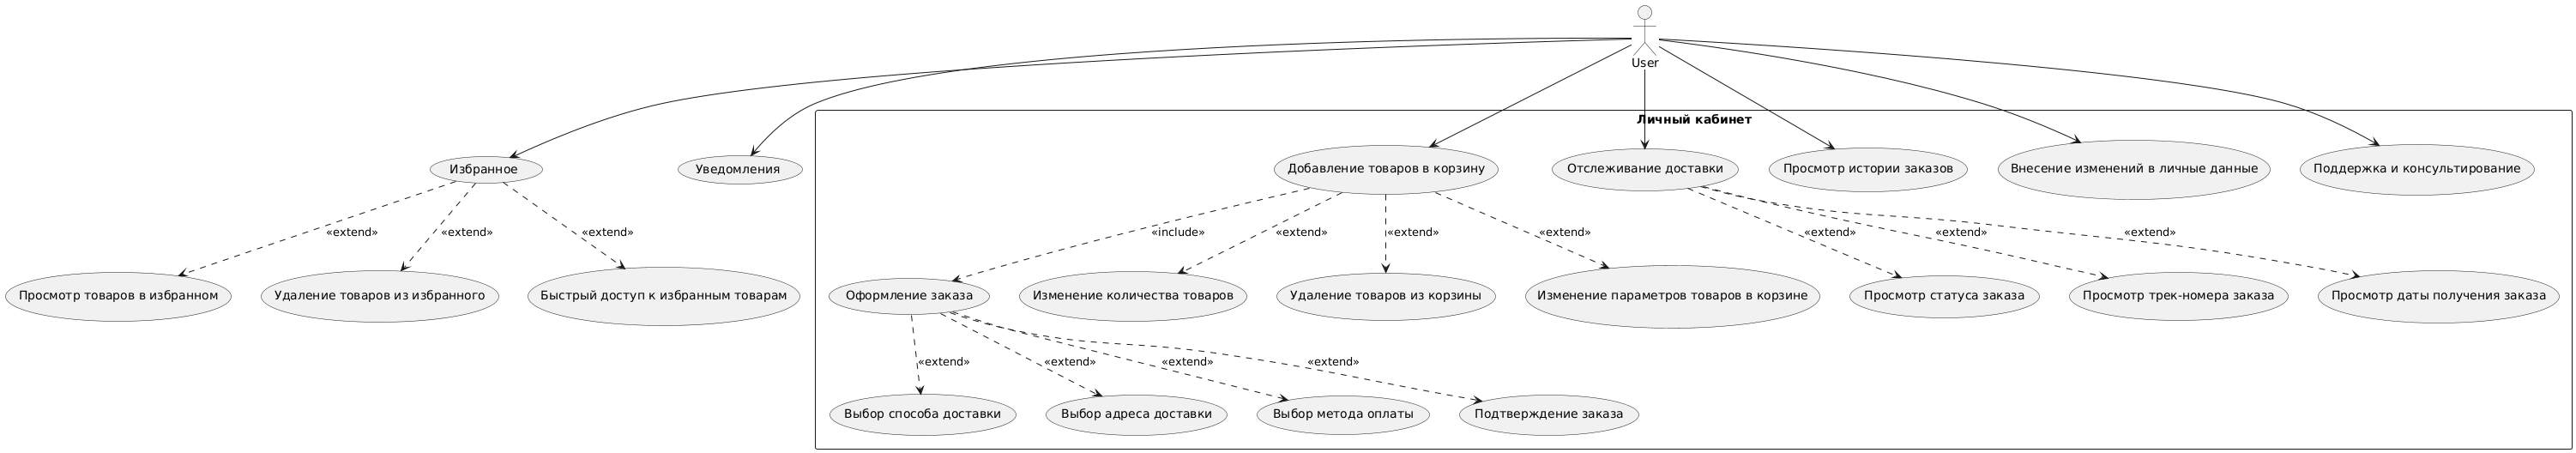 User
Личный кабинет
Избранное
Уведомления
Добавление товаров в корзину
Отслеживание доставки
Просмотр истории заказов
Внесение изменений в личные данные
Поддержка и консультирование
«extend»
«extend»
«extend»
«include»
«extend»
«extend»
«extend»
«extend»
«extend»
«extend»
Просмотр товаров в избранном
Удаление товаров из избранного
Быстрый доступ к избранным товарам
Оформление заказа
Изменение количества товаров
Удаление товаров из корзины
Изменение параметров товаров в корзине
Просмотр статуса заказа
Просмотр трек-номера заказа
Просмотр даты получения заказа
«extend»
«extend»
«extend»
«extend»
Выбор способа доставки
Выбор адреса доставки
Выбор метода оплаты
Подтверждение заказа